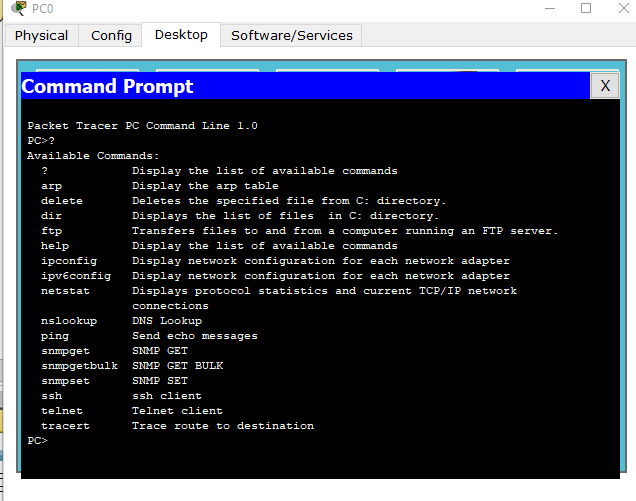 PC0
Physical Config Desktop Software/Services
Command Prompt X
Packet Tracer PC Command Line 1.0
PC>?
Available Commands:
? Display the list of available commands
arp Display the arp table
delete Deletes the specified file from C: directory.
dir Displays the list of files  in C: directory.
ftp Transfers files to and from a computer running an FTP server.
help Display the list of available commands
ipconfig Display network configuration for each network adapter
ipv6config Display network configuration for each network adapter
netstat Displays protocol statistics and current TCP/IP network
connections
nslookup DNS Lookup
ping Send echo messages
snmpget SNMP GET
snmpgetbulk SNMP GET BULK
snmpset SNMP SET
ssh ssh client
telnet Telnet client
tracert Trace route to destination
PC>